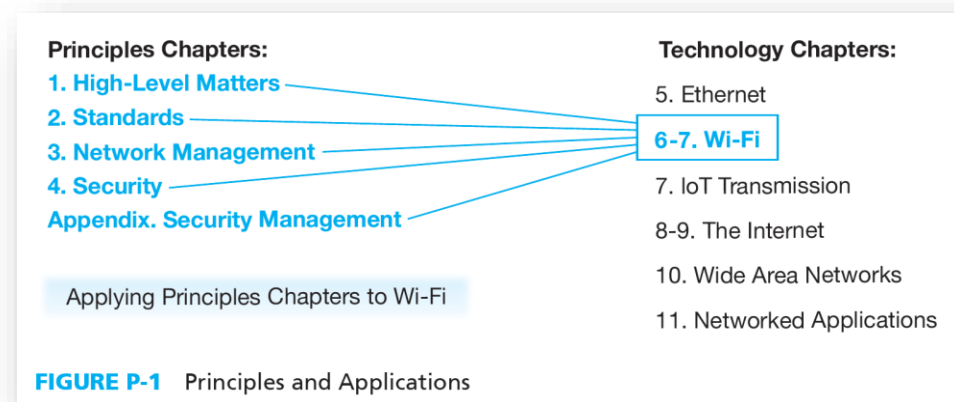 Principles Chapters:
1. High-Level Matters
2. Standards
3. Network Management
4. Security
Appendix. Security Management
Applying Principles Chapters to Wi-Fi
Technology Chapters:
5. Ethernet
6-7. Wi-Fi
7. IoT Transmission
8-9. The Internet
10. Wide Area Networks
11. Networked Applications
FIGURE P-1 Principles and Applications